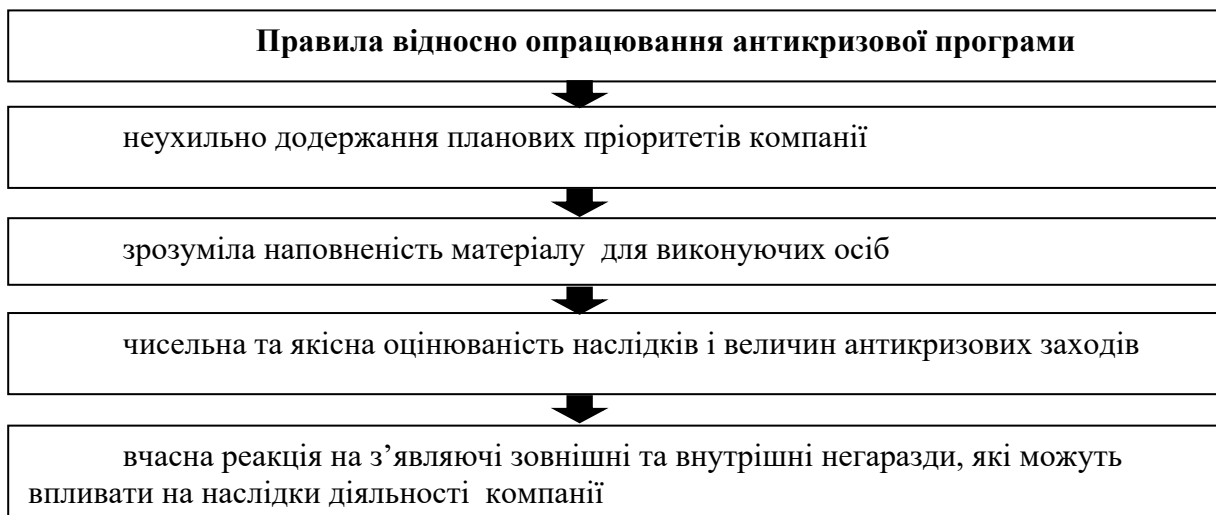 Правила відносно опрацювання антикризової програми
неухильно додержання планових пріоритетів компанії
зрозуміла наповненість матеріалу для виконуючих осіб
чисельна та якісна оцінюваність наслідків і величин антикризових заходів
вчасна реакція на з’являючі зовнішні та внутрішні негаразди, які можуть
впливати на наслідки діяльності компанії